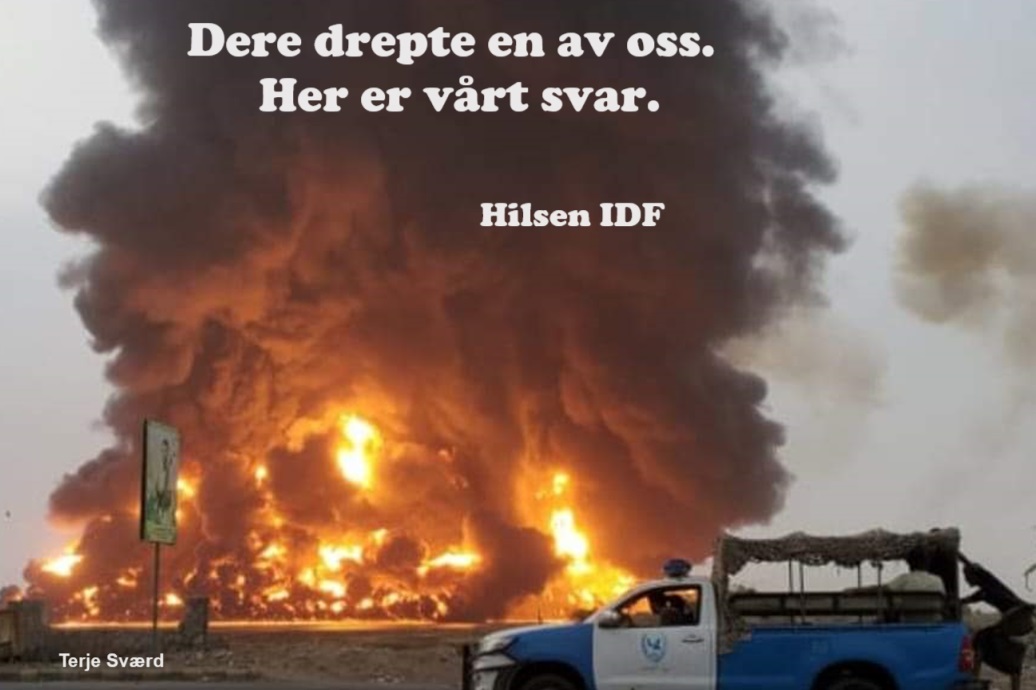 Dere drepte en av oss.
Her er vårt svar.
Hilsen IDF
Terje Sværd